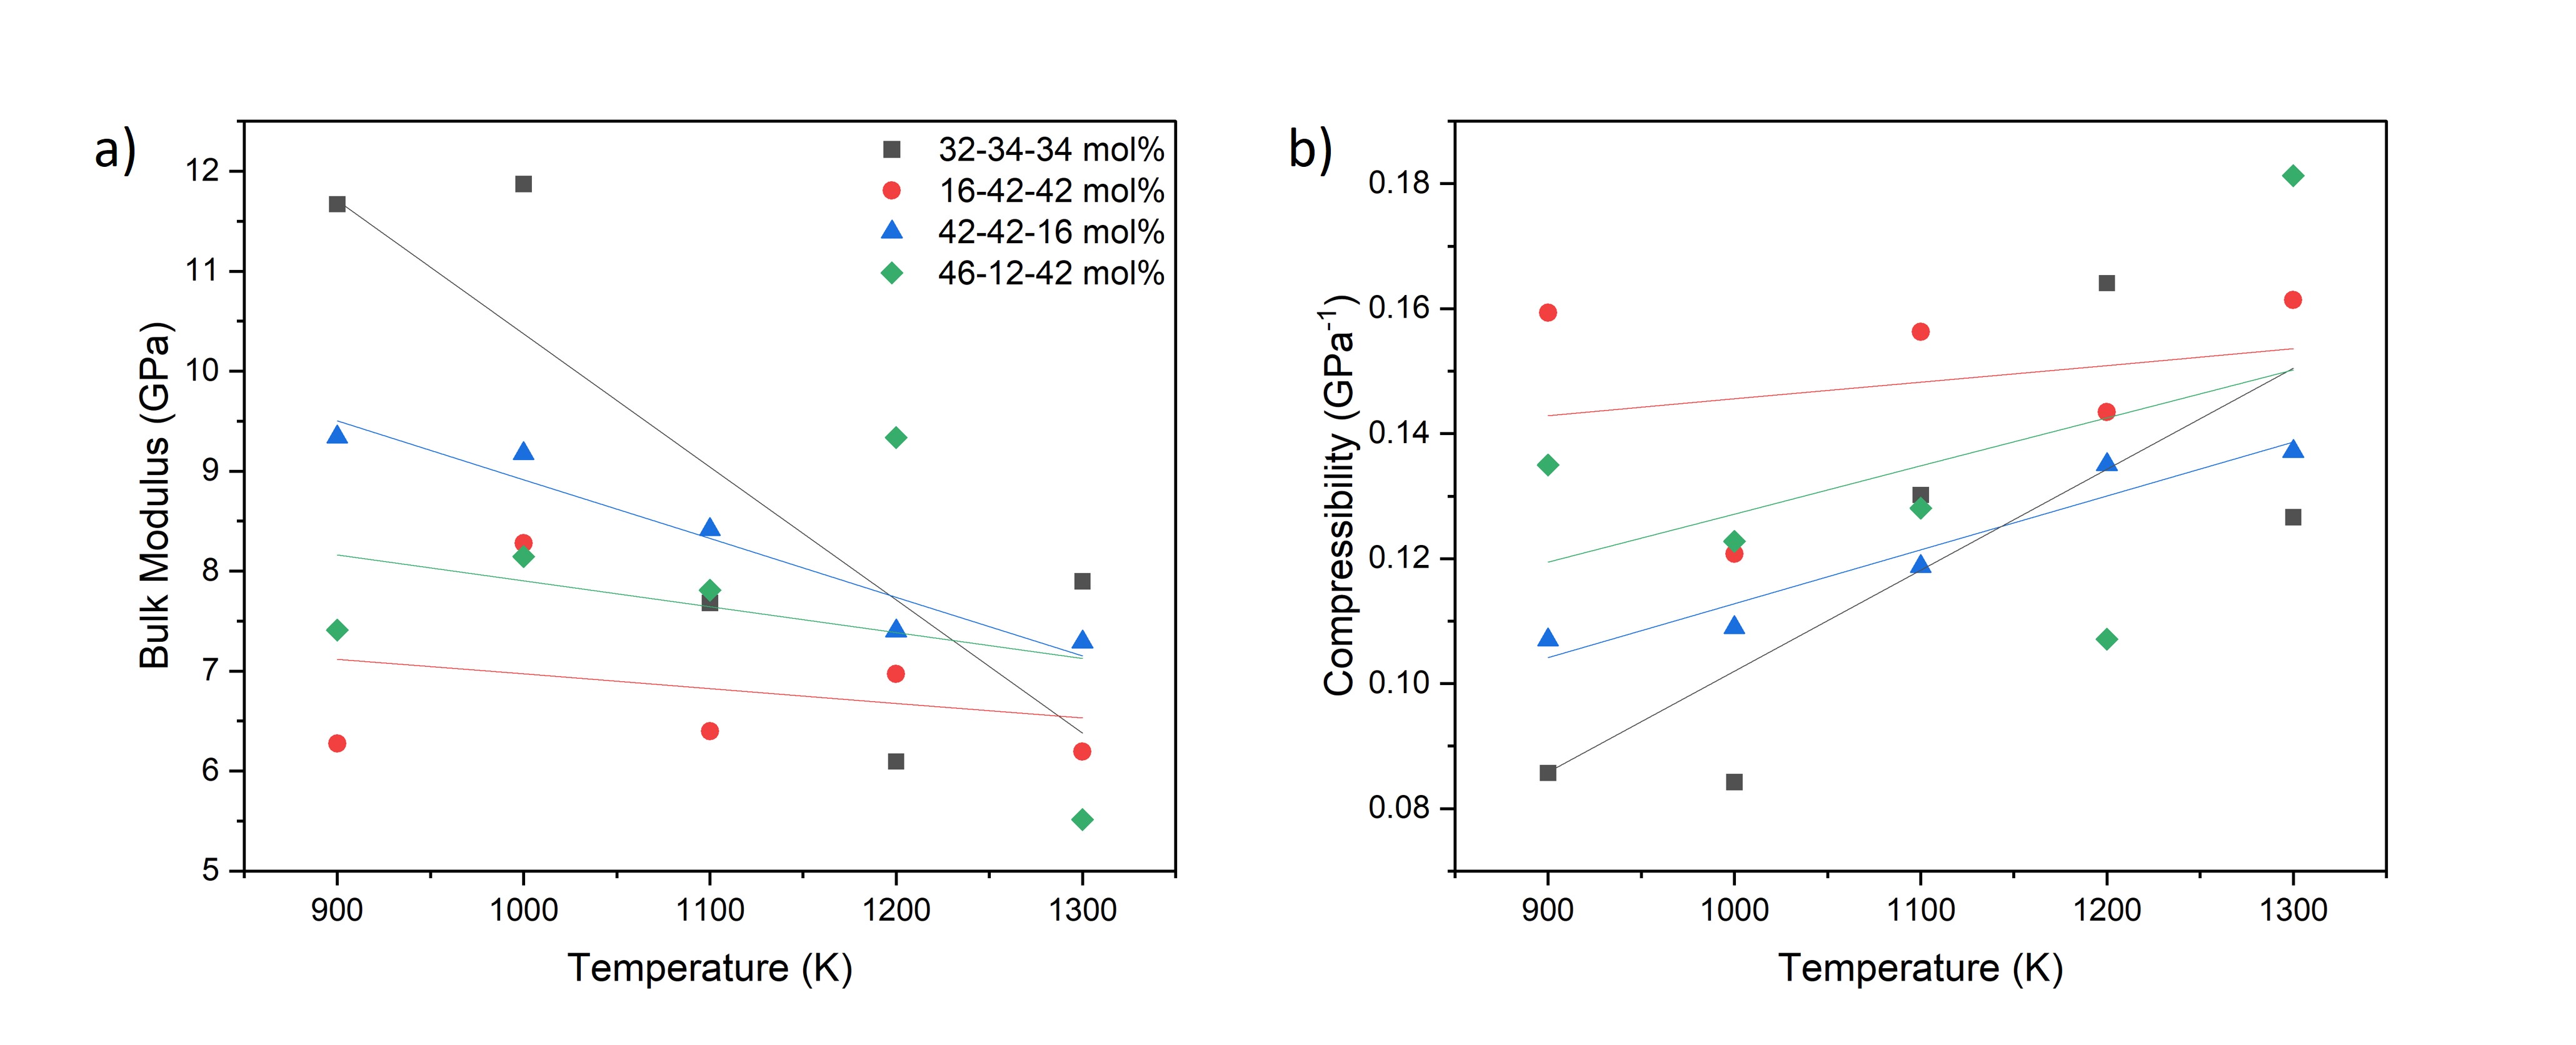 a)
Bulk Modulus (GPa)
12
11
10
9
8
7
6
5
900 1000 1100 1200 1300
Temperature (K)
32-34-34 mol%
16-42-42 mol%
42-42-16 mol%
46-12-42 mol%
b)
Compressibility (GPa⁻¹)
0.18
0.16
0.14
0.12
0.10
0.08
900 1000 1100 1200 1300
Temperature (K)